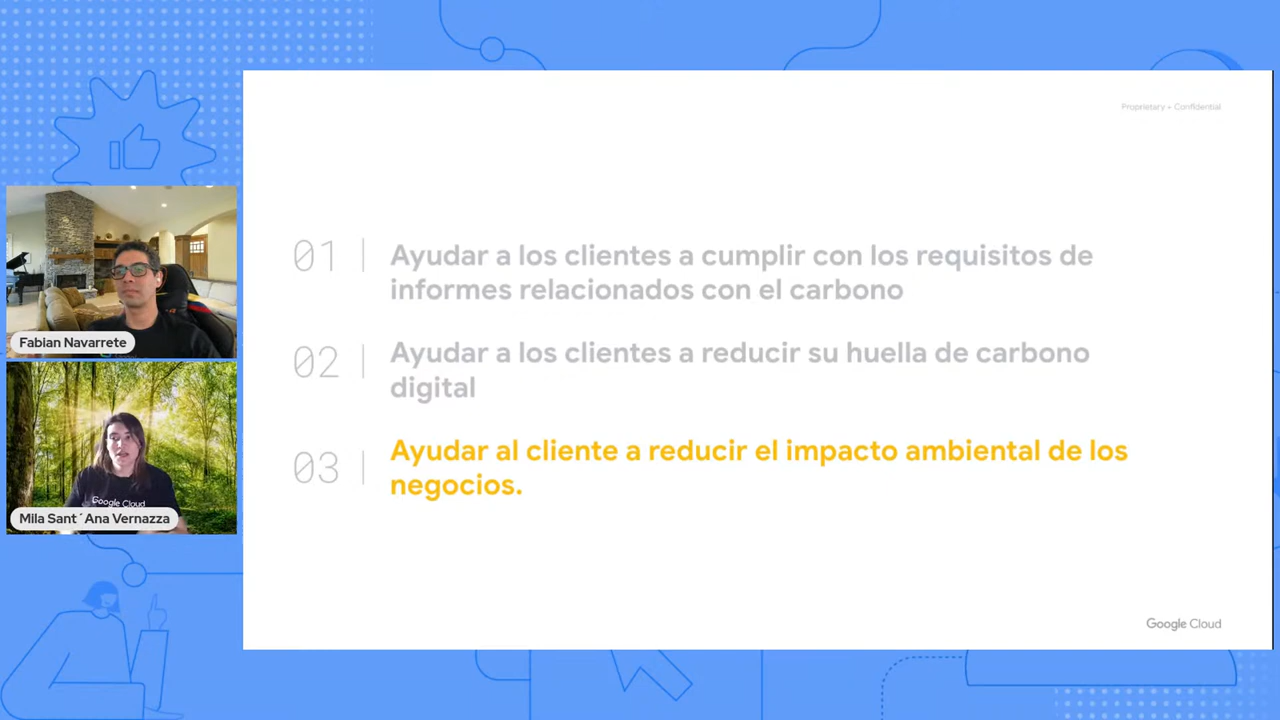 Proprietary + Confidential
01
Ayudar a los clientes a cumplir con los requisitos de
informes relacionados con el carbono
02
Ayudar a los clientes a reducir su huella de carbono
digital
03
Ayudar al cliente a reducir el impacto ambiental de los
negocios.
Google Cloud
Fabian Navarrete
Google Cloud
Mila Sant´Ana Vernazza